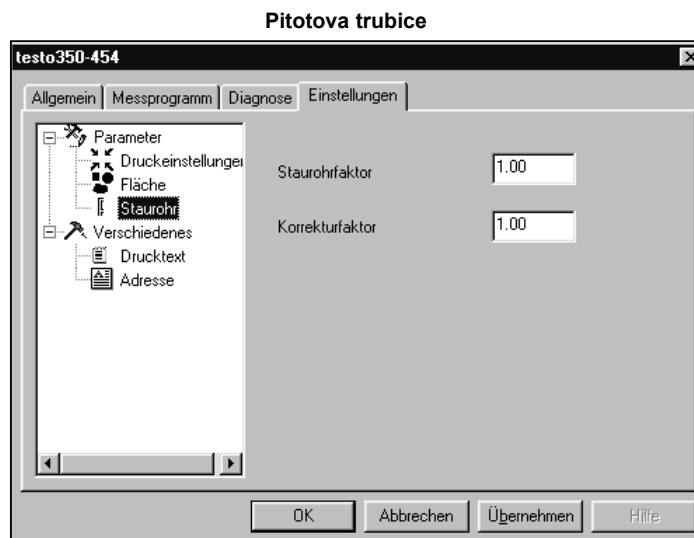 Pitotova trubice
testo350-454
Allgemein Messprogramm Diagnose Einstellungen
Parameter
Druckeinstellungen
Fläche
Staurohr
Verschiedenes
Drucktext
Adresse
Staurohrfaktor 1.00
Korrekturfaktor 1.00
OK Abbrechen Übernehmen Hilfe